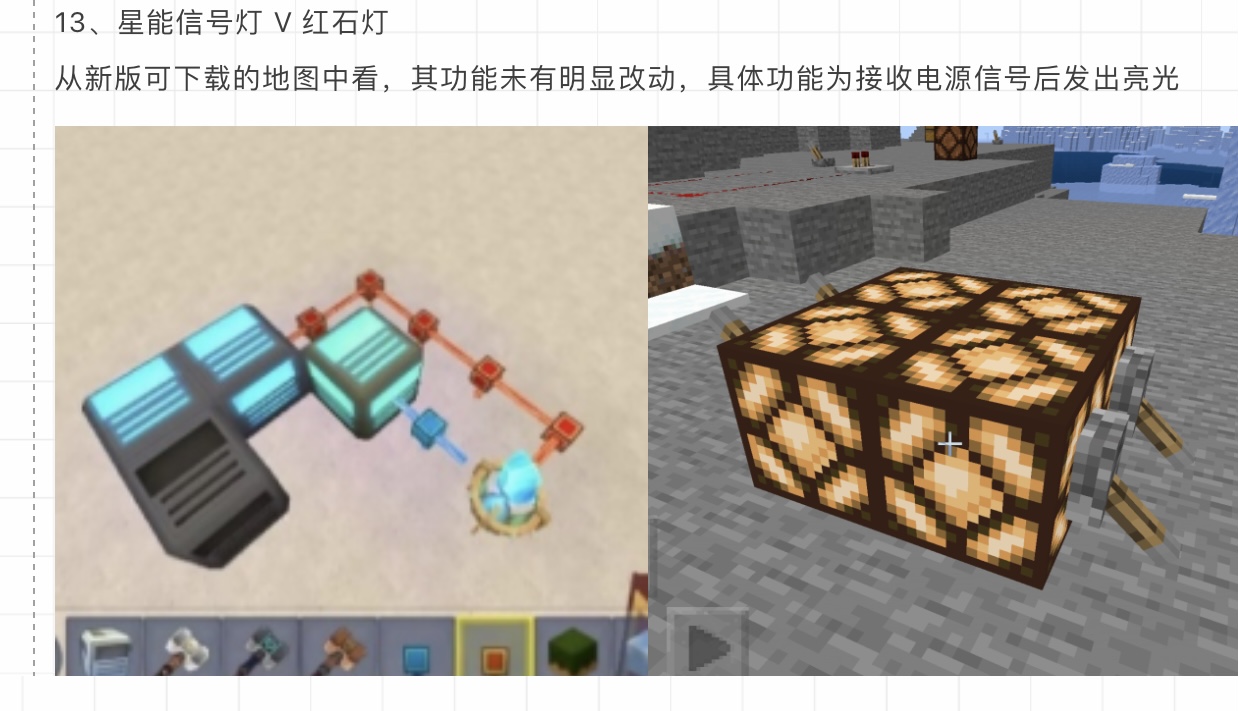 13、星能信号灯 V 红石灯
从新版可下载的地图中看，其功能未有明显改动，具体功能为接收电源信号后发出亮光